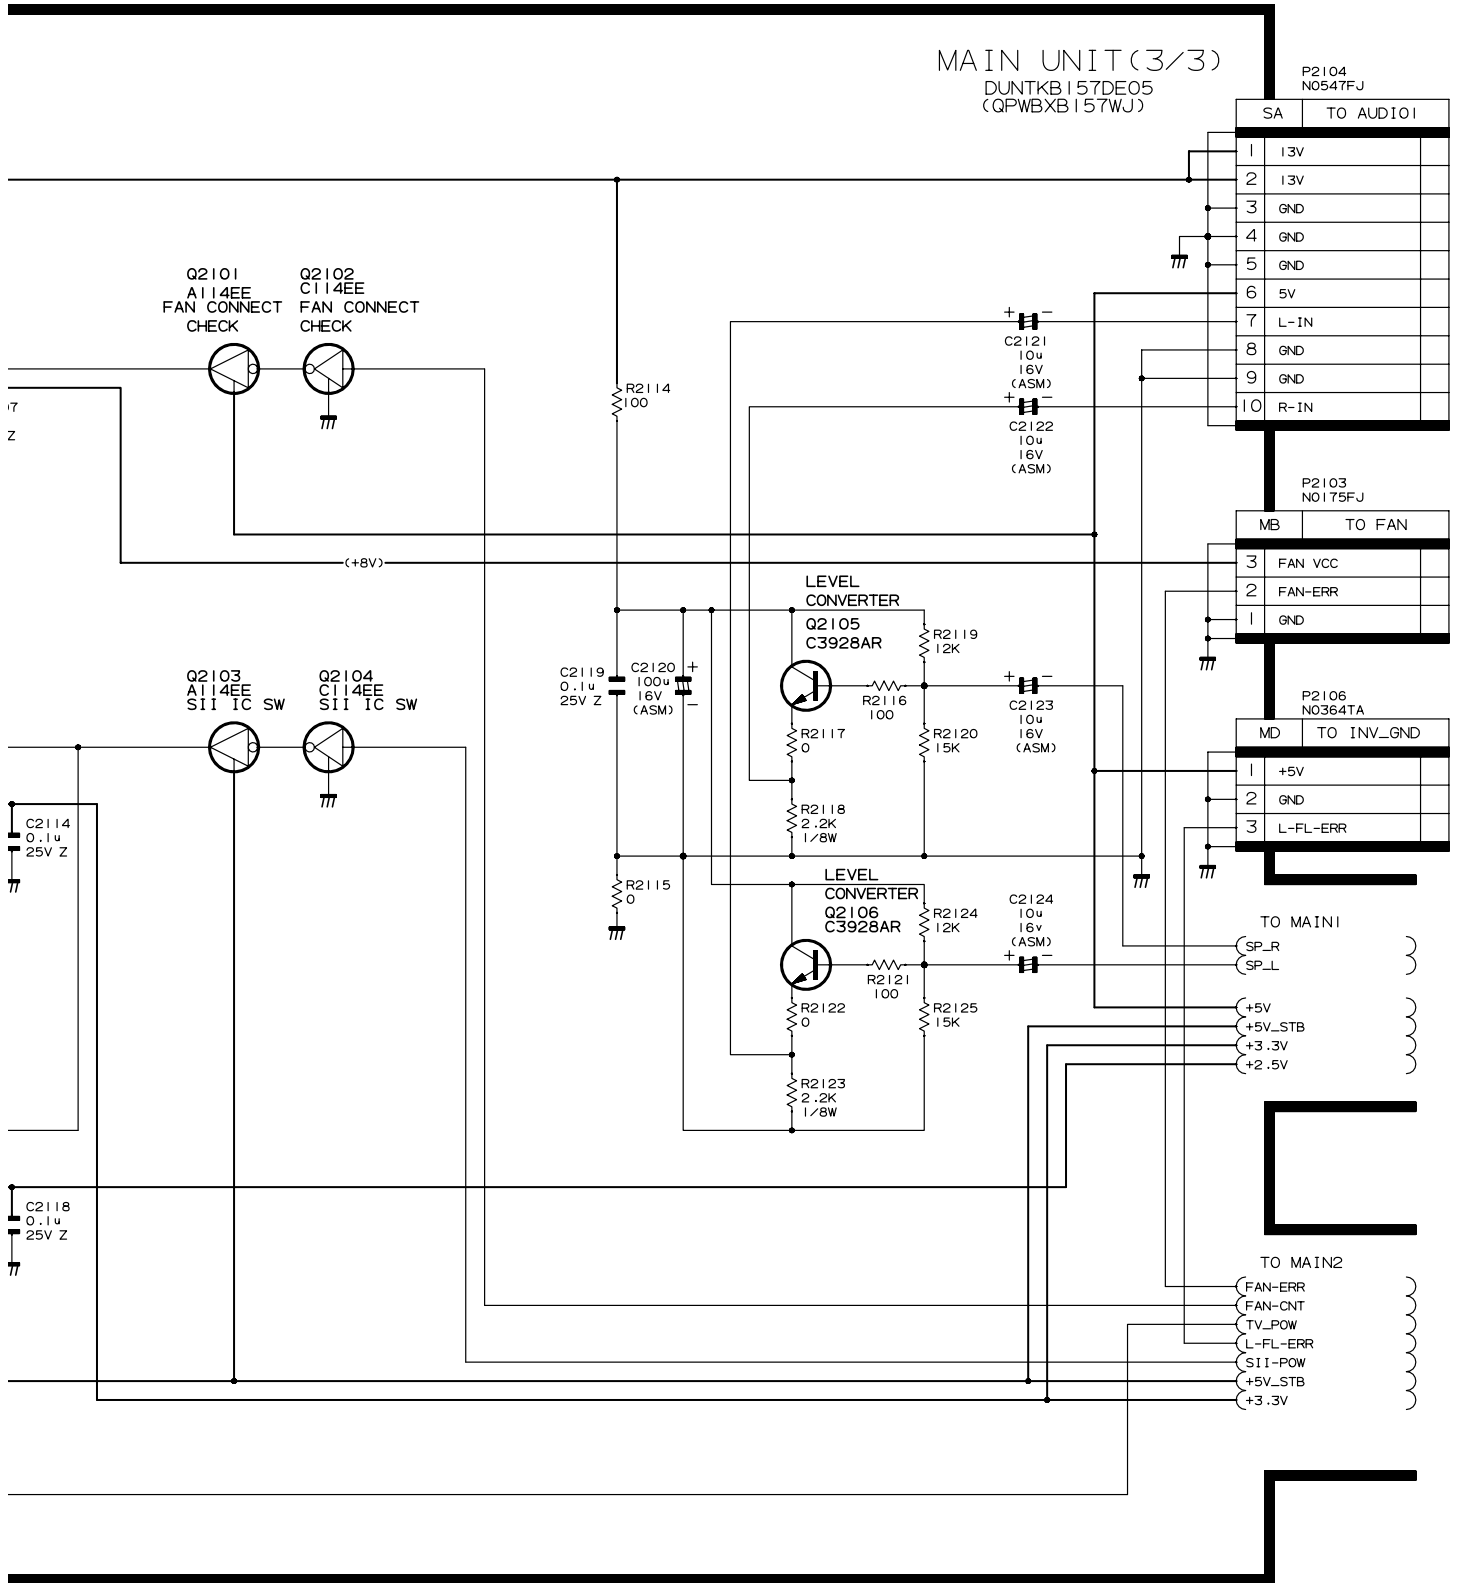 MAIN UNIT(3/3)
DUNTKB157DE05
(QPWBXB157WJ)
P2104
N0547FJ
SA TO AUDIO1
1 13V
2 13V
3 GND
4 GND
5 GND
6 5V
7 L-IN
8 GND
9 GND
10 R-IN
Q2101
A114EE
FAN CONNECT
CHECK
Q2102
C114EE
FAN CONNECT
CHECK
+ −
C2121
10u
16V
(ASM)
R2114
100
+ −
C2122
10u
16V
(ASM)
Z
P2103
N0175FJ
MB TO FAN
3 FAN VCC
2 FAN-ERR
1 GND
(+8V)
LEVEL
CONVERTER
Q2105
C3928AR
R2119
12K
Q2103
A114EE
SII IC SW
Q2104
C114EE
SII IC SW
C2119
0.1u
25V Z
C2120
100u
16V
(ASM)
+
−
R2116
100
+ −
C2123
10u
16V
(ASM)
R2117
0
R2120
15K
P2106
N0364TA
MD TO INV_GND
1 +5V
2 GND
3 L-FL-ERR
C2114
0.1u
25V Z
R2118
2.2K
1/8W
R2115
0
LEVEL
CONVERTER
Q2106
C3928AR
R2124
12K
C2124
10u
16v
(ASM)
+ −
R2121
100
R2122
0
R2125
15K
R2123
2.2K
1/8W
TO MAIN1
SP_R
SP_L
+5V
+5V_STB
+3.3V
+2.5V
C2118
0.1u
25V Z
TO MAIN2
FAN-ERR
FAN-CNT
TV_POW
L-FL-ERR
SII-POW
+5V_STB
+3.3V